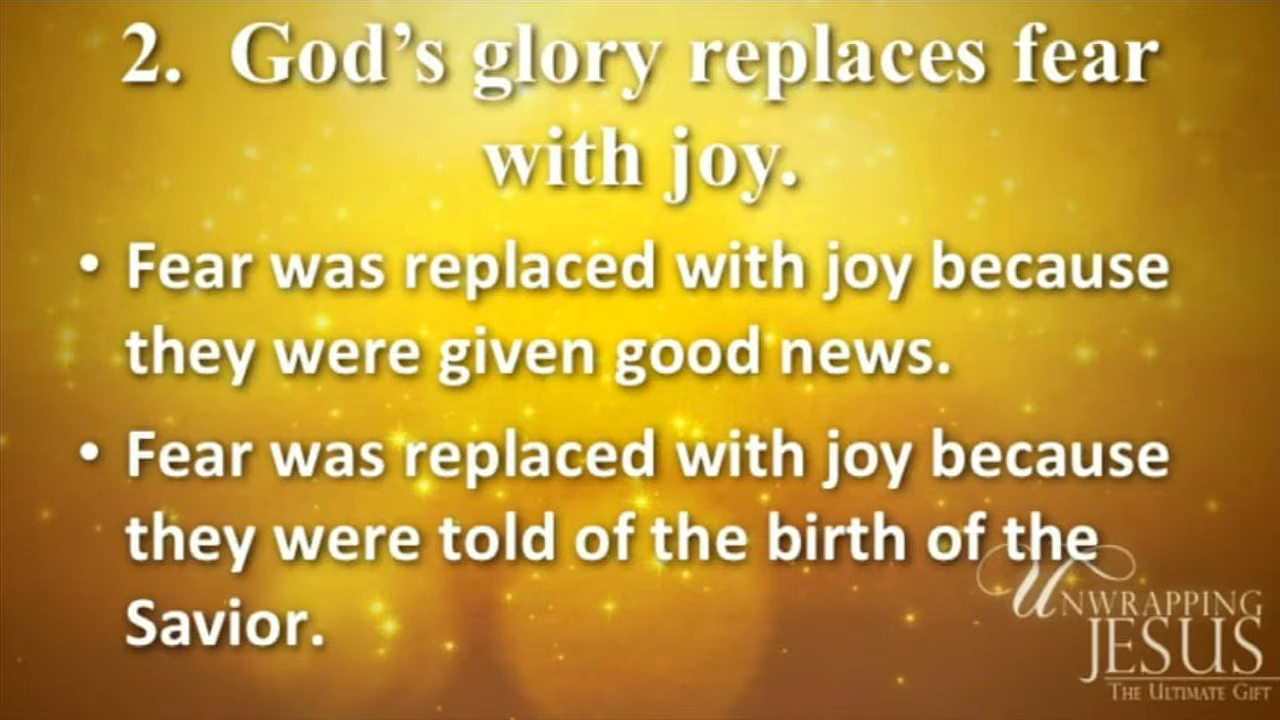 2. God’s glory replaces fear
with joy.
• Fear was replaced with joy because
they were given good news.
• Fear was replaced with joy because
they were told of the birth of the
Savior.
UNWRAPPING
JESUS
THE ULTIMATE GIFT